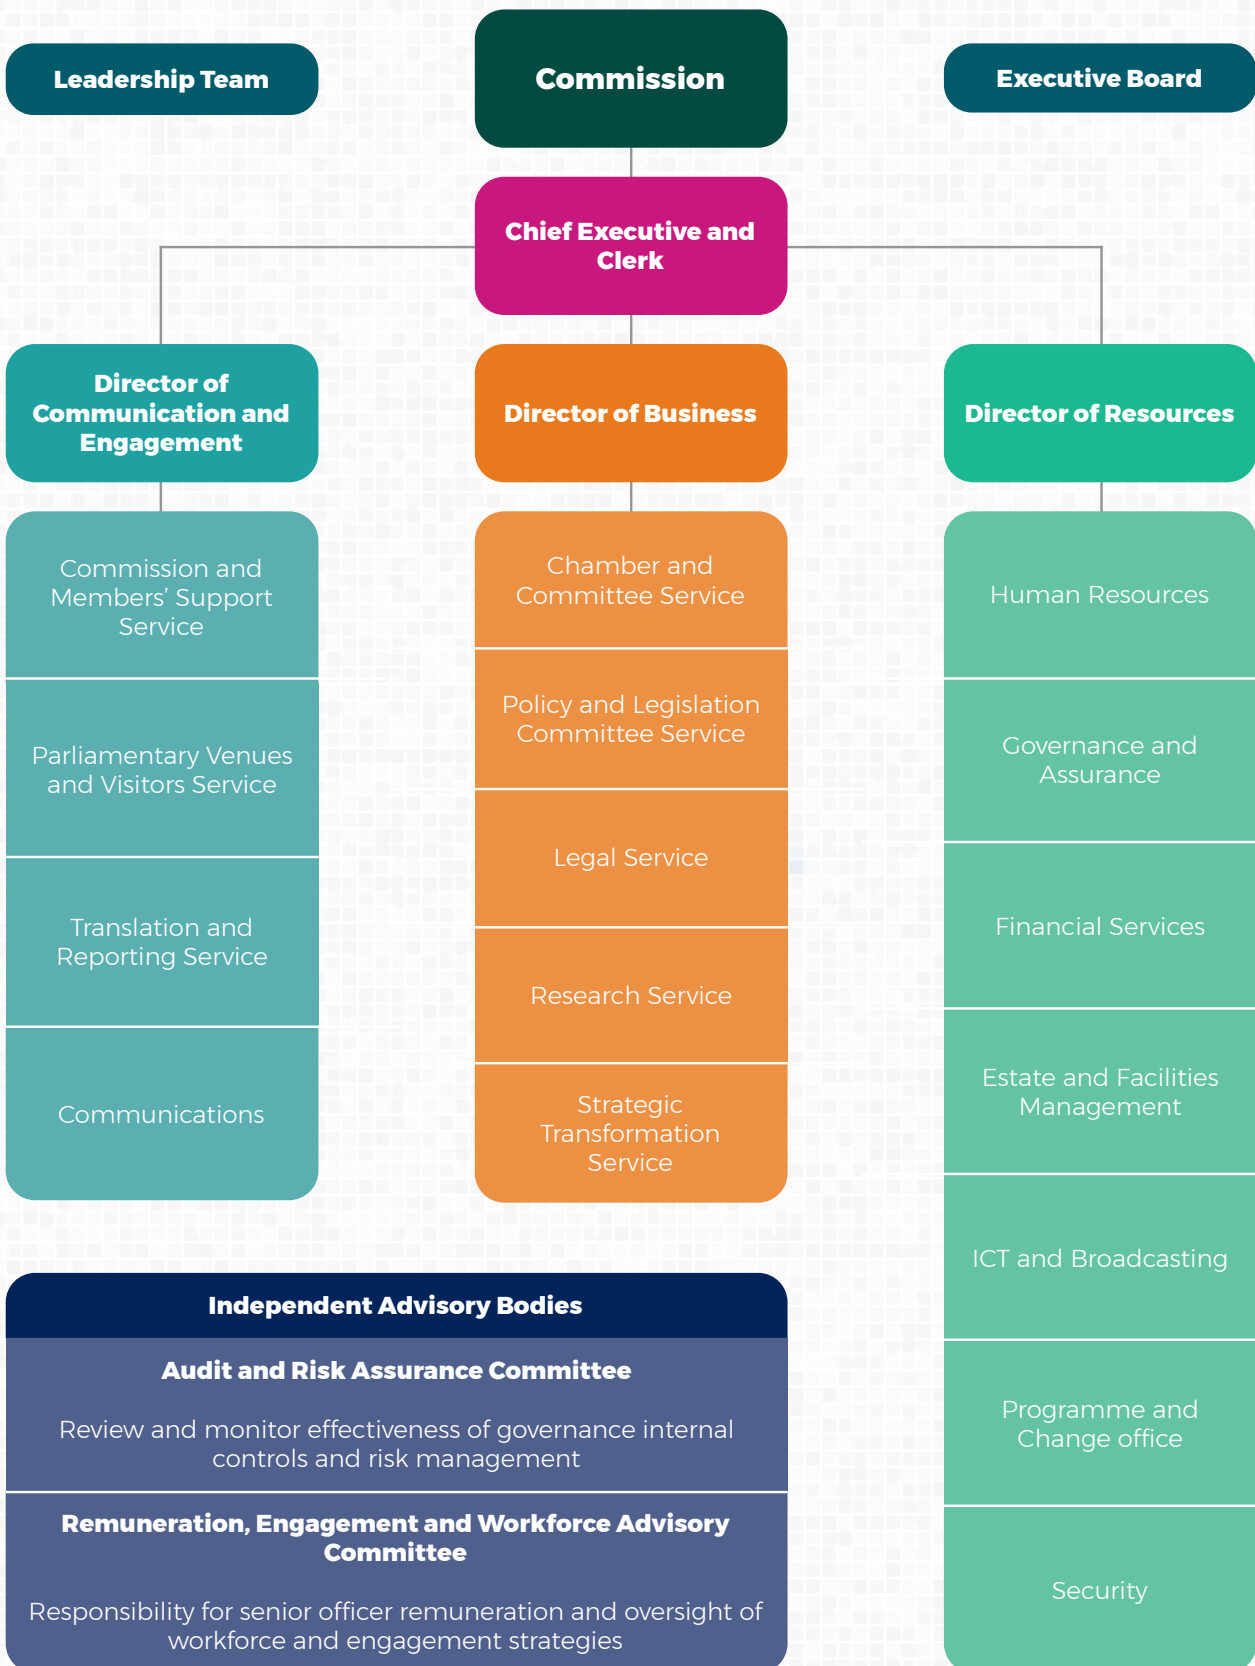 Leadership Team
Commission
Executive Board
Chief Executive and
Clerk
Director of
Communication and
Engagement
Director of Business
Director of Resources
Commission and
Members’ Support
Service
Parliamentary Venues
and Visitors Service
Translation and
Reporting Service
Communications
Chamber and
Committee Service
Policy and Legislation
Committee Service
Legal Service
Research Service
Strategic
Transformation
Service
Human Resources
Governance and
Assurance
Financial Services
Estate and Facilities
Management
ICT and Broadcasting
Programme and
Change office
Security
Independent Advisory Bodies
Audit and Risk Assurance Committee
Review and monitor effectiveness of governance internal
controls and risk management
Remuneration, Engagement and Workforce Advisory
Committee
Responsibility for senior officer remuneration and oversight of
workforce and engagement strategies